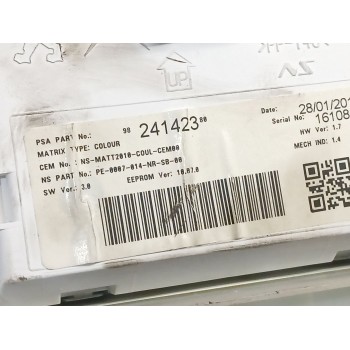 UP
PSA PART No.: 98 241423 80
Date: 28/01/201
MATRIX TYPE: COLOUR
Serial No.: 16108
CEM No.: NS-MATT2010-COUL-CEM00
HW Ver.: 1.7
NS PART No.: PE-0007-014-NR-SB-00
MECH IND: 1.4
SW Ver.: 3.0
EEPROM Ver.: 10.07.0